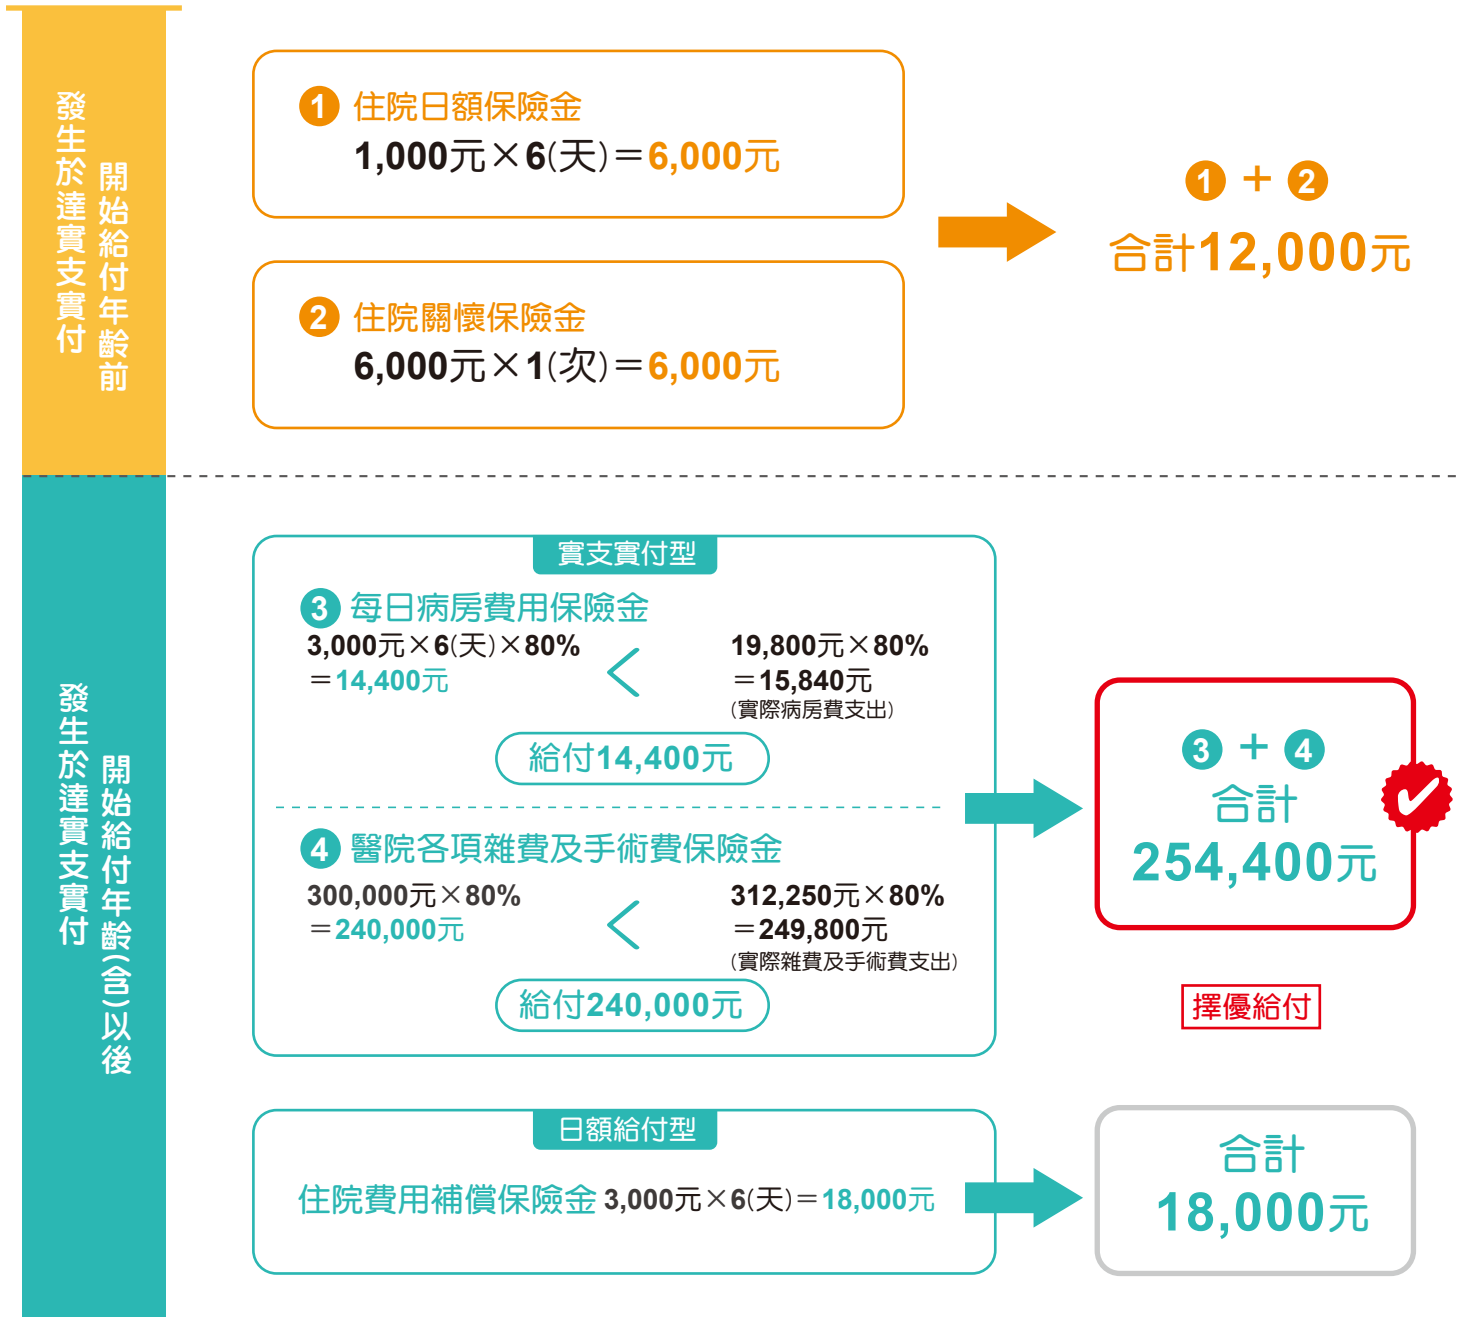 發生於達實支實付
開始給付年齡前
1 住院日額保險金
1,000元×6(天)=6,000元
2 住院關懷保險金
6,000元×1(次)=6,000元
1 + 2
合計12,000元
發生於達實支實付
開始給付年齡(含)以後
實支實付型
3 每日病房費用保險金
3,000元×6(天)×80%
=14,400元
<
19,800元×80%
=15,840元
(實際病房費支出)
給付14,400元
4 醫院各項雜費及手術費保險金
300,000元×80%
=240,000元
<
312,250元×80%
=249,800元
(實際雜費及手術費支出)
給付240,000元
3 + 4
合計
254,400元
擇優給付
日額給付型
住院費用補償保險金 3,000元×6(天)=18,000元
合計
18,000元